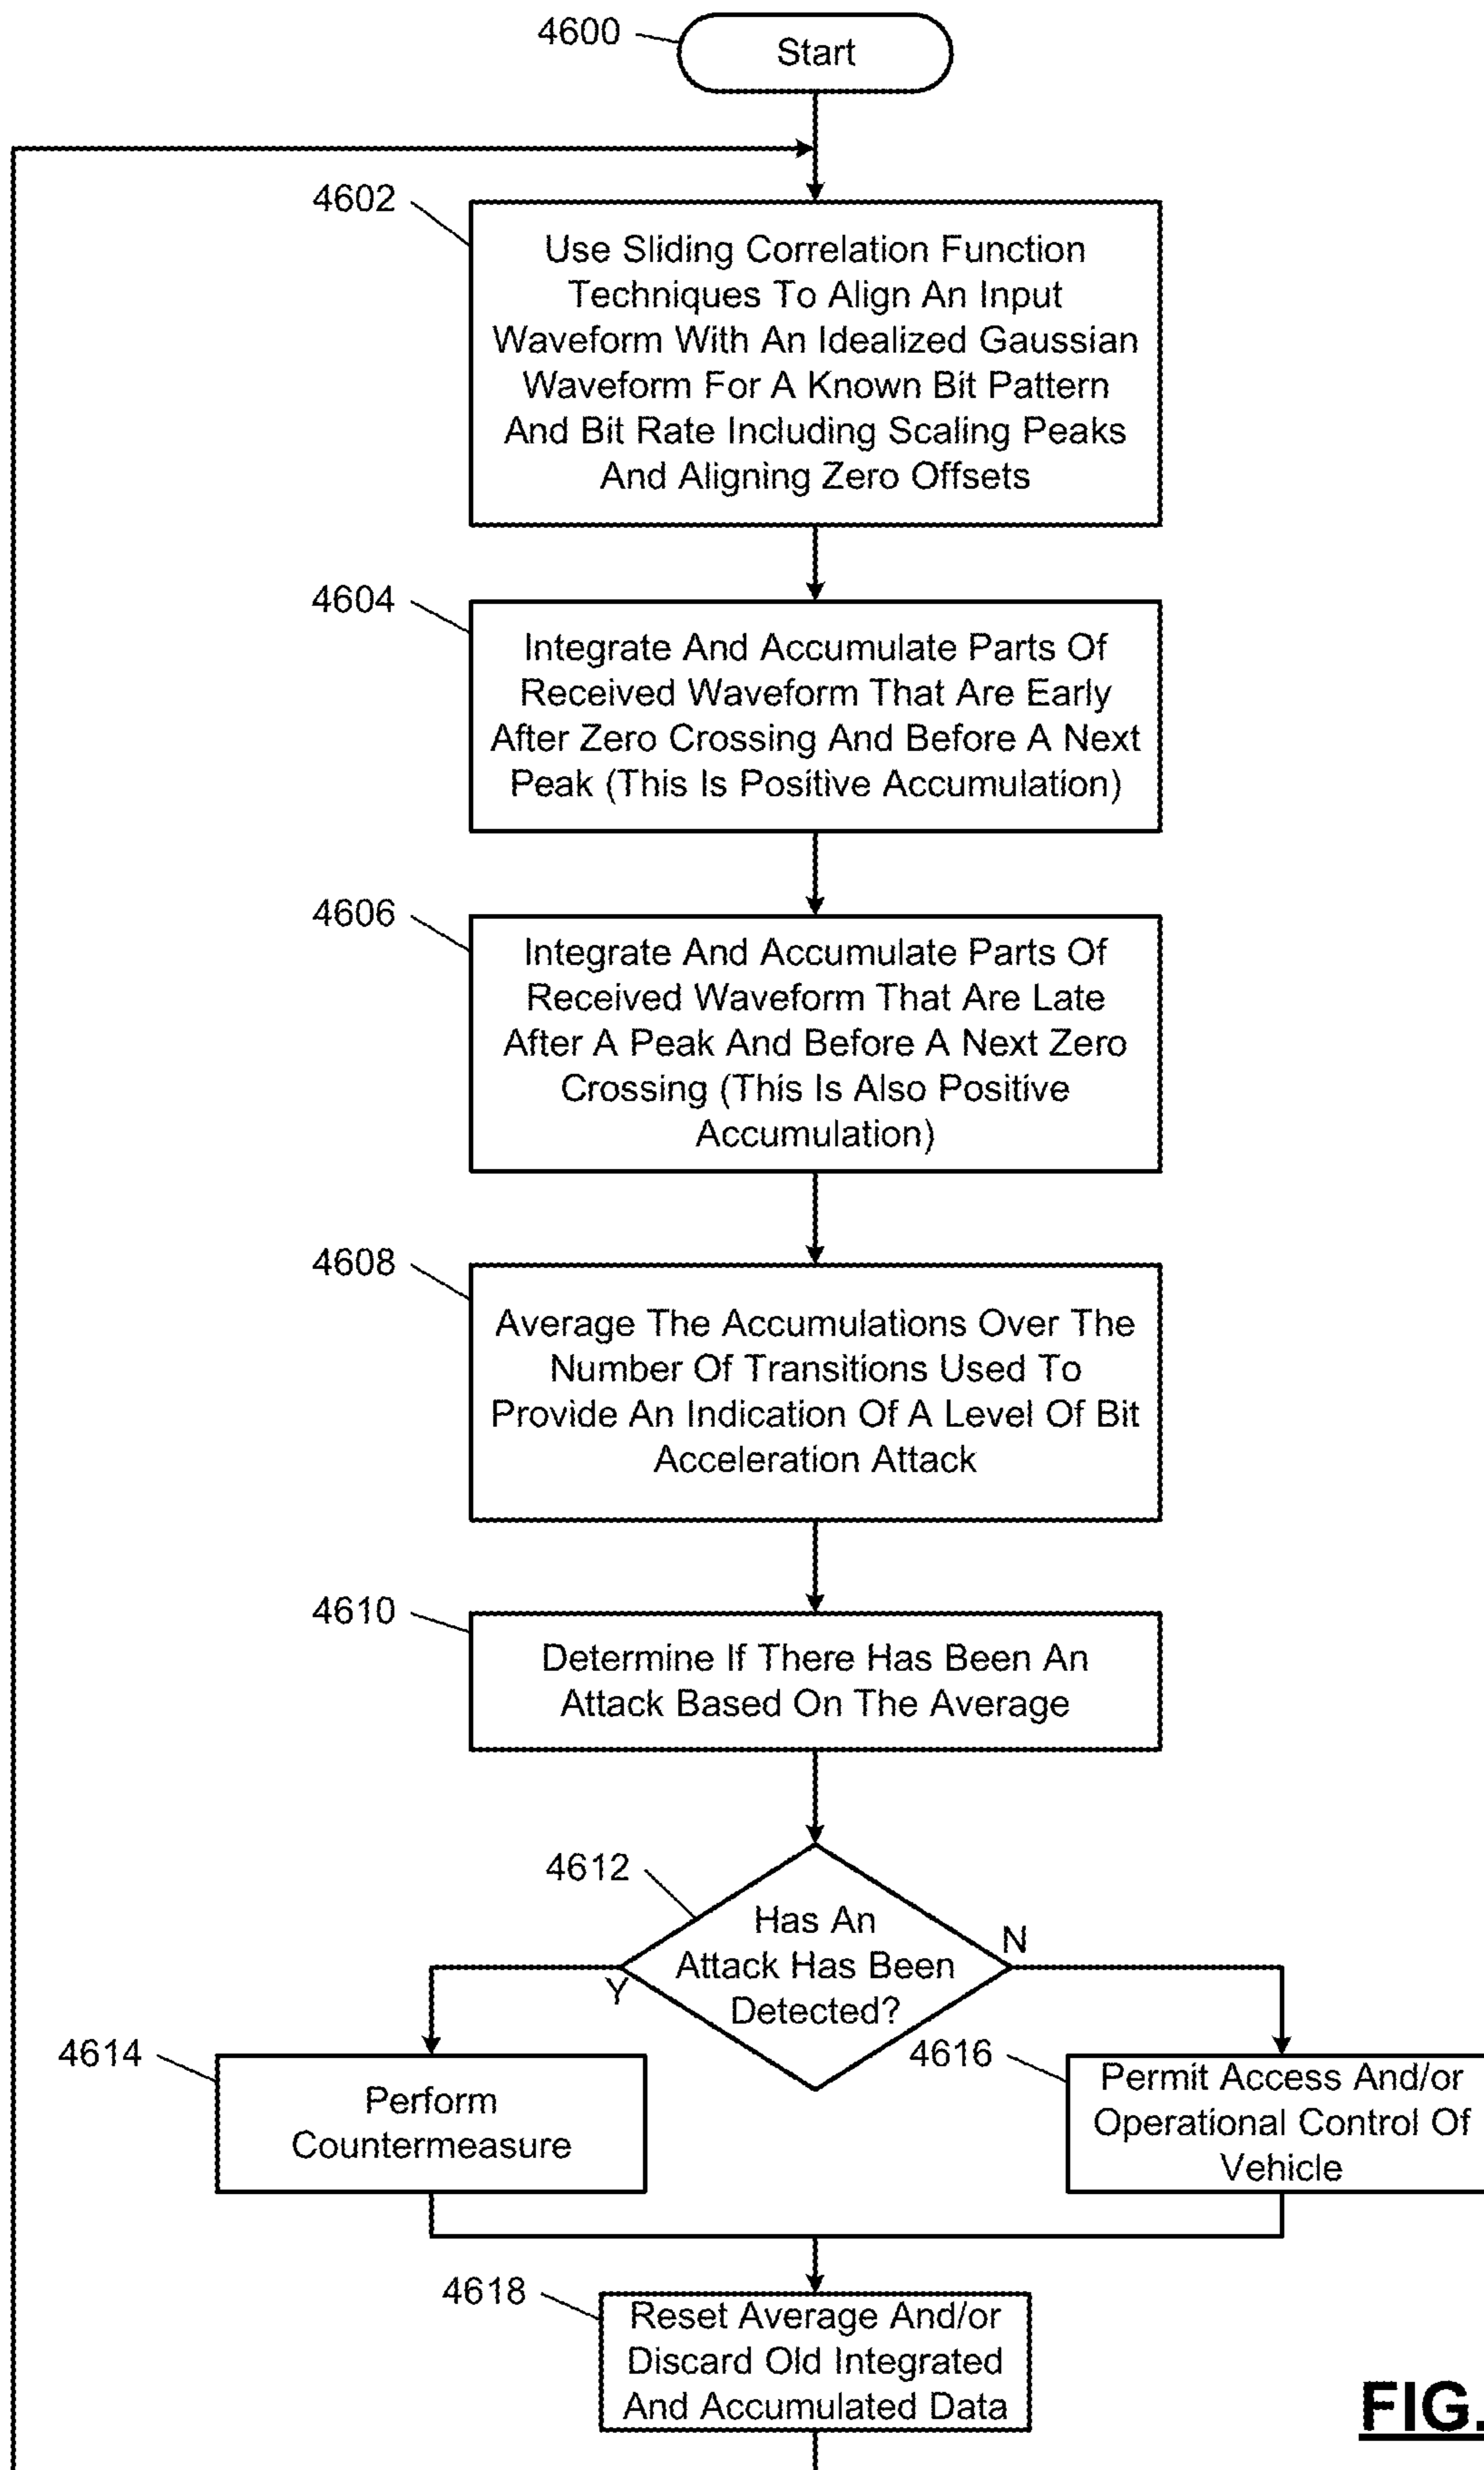 4600
Start
4602
Use Sliding Correlation Function
Techniques To Align An Input
Waveform With An Idealized Gaussian
Waveform For A Known Bit Pattern
And Bit Rate Including Scaling Peaks
And Aligning Zero Offsets
4604
Integrate And Accumulate Parts Of
Received Waveform That Are Early
After Zero Crossing And Before A Next
Peak (This Is Positive Accumulation)
4606
Integrate And Accumulate Parts Of
Received Waveform That Are Late
After A Peak And Before A Next Zero
Crossing (This Is Also Positive
Accumulation)
4608
Average The Accumulations Over The
Number Of Transitions Used To
Provide An Indication Of A Level Of Bit
Acceleration Attack
4610
Determine If There Has Been An
Attack Based On The Average
4612
Has An
Attack Has Been
Detected?
Y
N
4614
Perform
Countermeasure
4616
Permit Access And/or
Operational Control Of
Vehicle
4618
Reset Average And/or
Discard Old Integrated
And Accumulated Data
FIG.